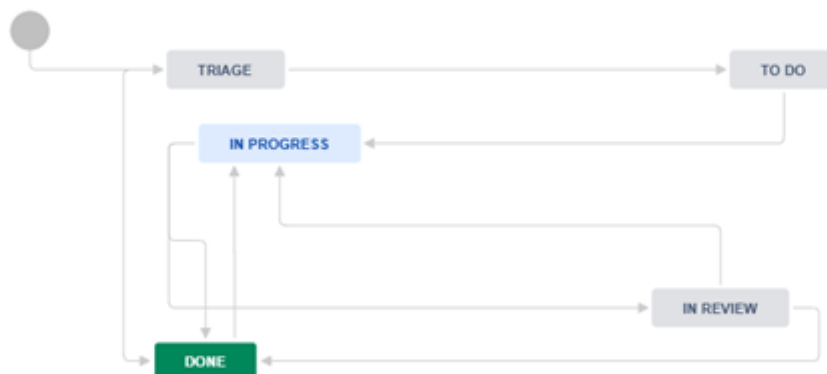 TRIAGE
TO DO
IN PROGRESS
IN REVIEW
DONE